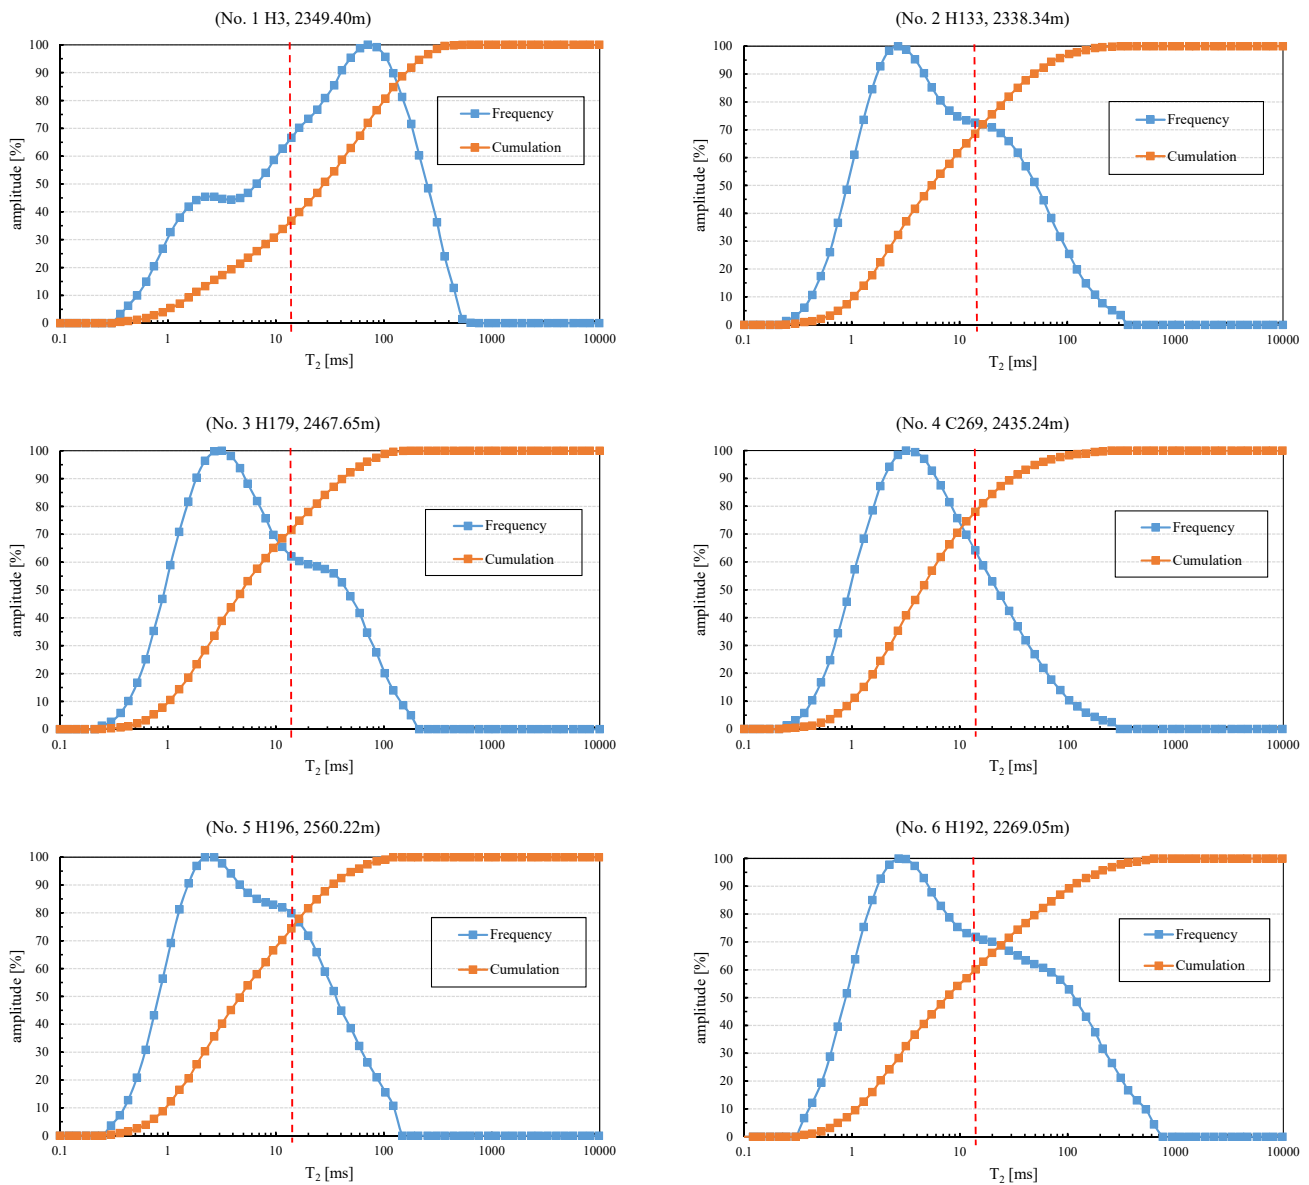 (No. 1 H3, 2349.40m)
100
90
80
70
60
50
40
30
20
10
0
amplitude [%]
Frequency
Cumulation
0.1 1 10 100 1000 10000
T2 [ms]
(No. 2 H133, 2338.34m)
100
90
80
70
60
50
40
30
20
10
0
amplitude [%]
Frequency
Cumulation
0.1 1 10 100 1000 10000
T2 [ms]
(No. 3 H179, 2467.65m)
100
90
80
70
60
50
40
30
20
10
0
amplitude [%]
Frequency
Cumulation
0.1 1 10 100 1000 10000
T2 [ms]
(No. 4 C269, 2435.24m)
100
90
80
70
60
50
40
30
20
10
0
amplitude [%]
Frequency
Cumulation
0.1 1 10 100 1000 10000
T2 [ms]
(No. 5 H196, 2560.22m)
100
90
80
70
60
50
40
30
20
10
0
amplitude [%]
Frequency
Cumulation
0.1 1 10 100 1000 10000
T2 [ms]
(No. 6 H192, 2269.05m)
100
90
80
70
60
50
40
30
20
10
0
amplitude [%]
Frequency
Cumulation
0.1 1 10 100 1000 10000
T2 [ms]